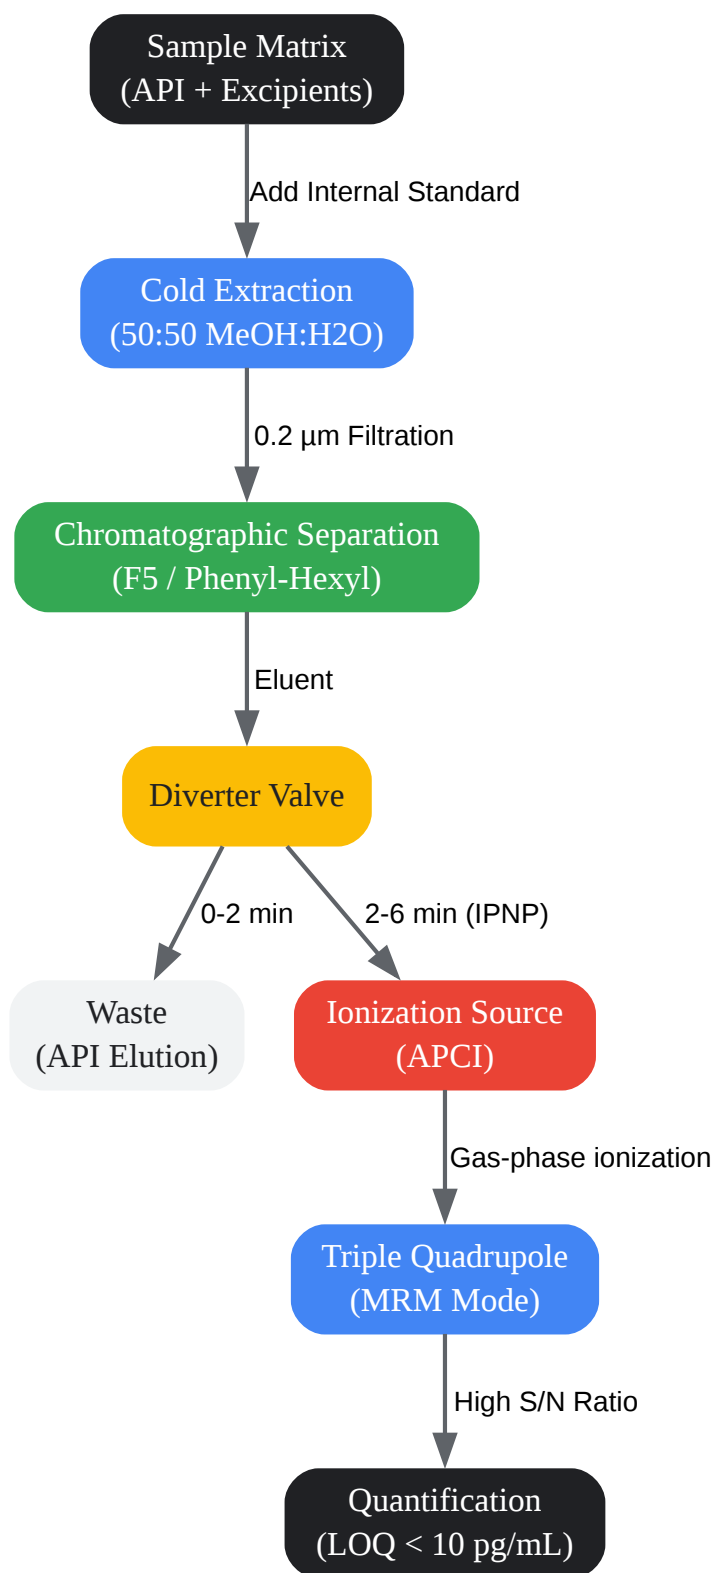 Sample Matrix
(API + Excipients)
Add Internal Standard
Cold Extraction
(50:50 MeOH:H2O)
0.2 µm Filtration
Chromatographic Separation
(F5 / Phenyl-Hexyl)
Eluent
Diverter Valve
0-2 min
2-6 min (IPNP)
Waste
(API Elution)
Ionization Source
(APCI)
Gas-phase ionization
Triple Quadrupole
(MRM Mode)
High S/N Ratio
Quantification
(LOQ < 10 pg/mL)